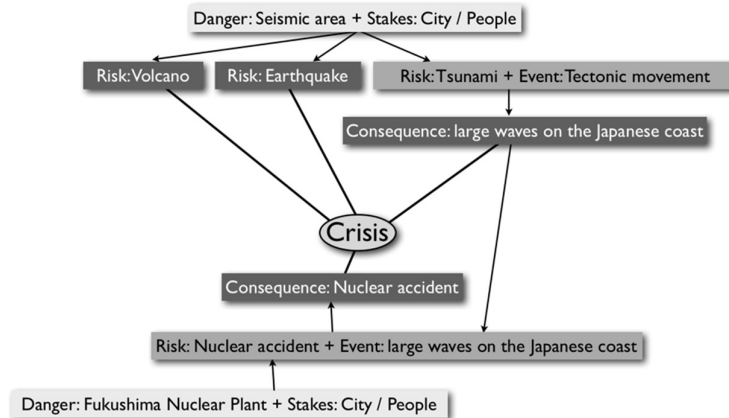 Danger: Seismic area + Stakes: City / People
Risk: Volcano
Risk: Earthquake
Risk: Tsunami + Event: Tectonic movement
Consequence: large waves on the Japanese coast
Crisis
Consequence: Nuclear accident
Risk: Nuclear accident + Event: large waves on the Japanese coast
Danger: Fukushima Nuclear Plant + Stakes: City / People